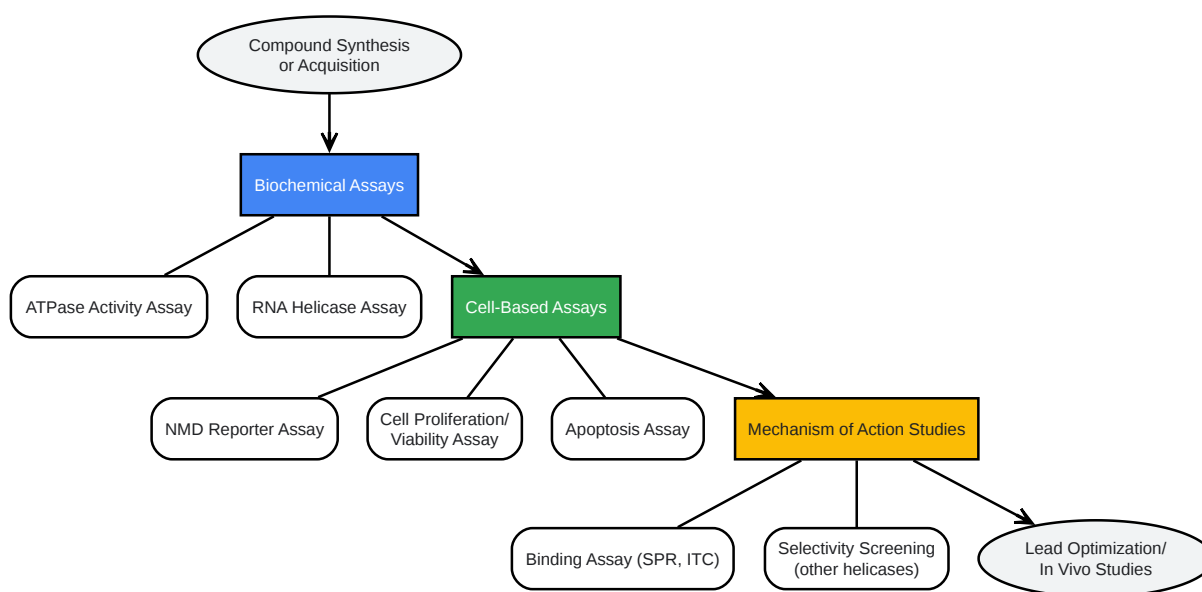 Compound Synthesis
or Acquisition
Biochemical Assays
ATPase Activity Assay
RNA Helicase Assay
Cell-Based Assays
NMD Reporter Assay
Cell Proliferation/
Viability Assay
Apoptosis Assay
Mechanism of Action Studies
Binding Assay (SPR, ITC)
Selectivity Screening
(other helicases)
Lead Optimization/
In Vivo Studies